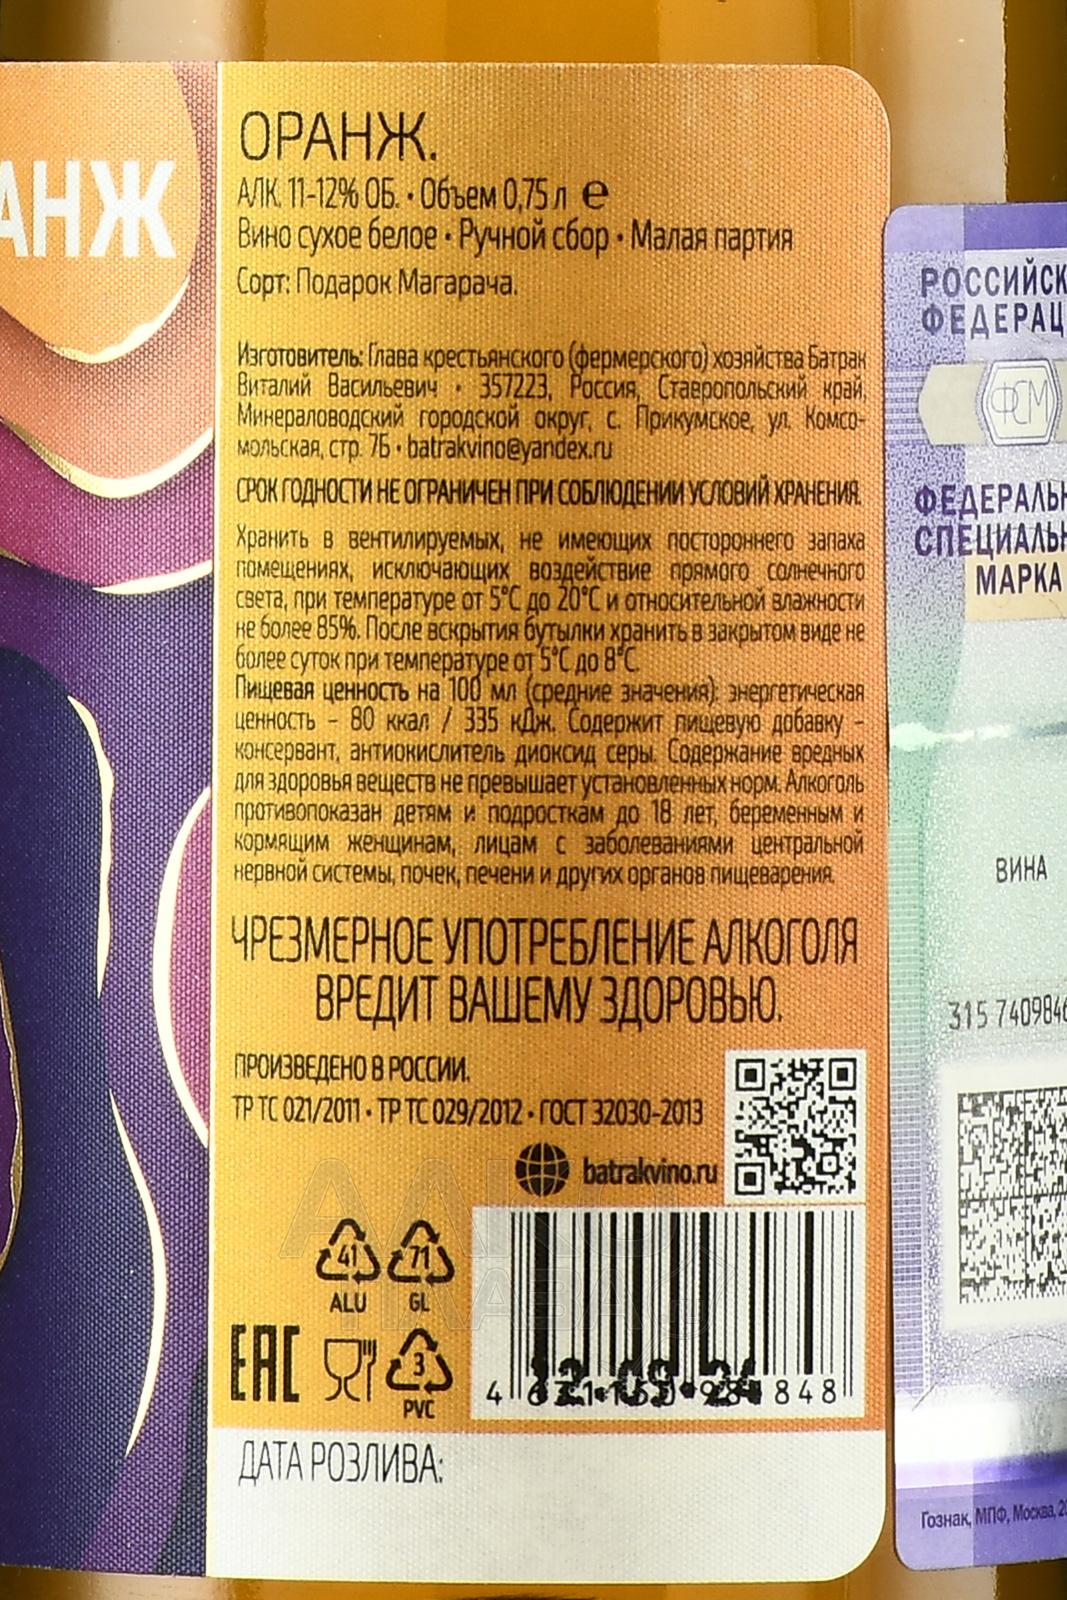 АНЖ
ОРАНЖ.
АЛК. 11-12% ОБ. • Объем 0,75 л е
Вино сухое белое • Ручной сбор • Малая партия
Сорт: Подарок Магарача.
Изготовитель: Глава крестьянского (фермерского) хозяйства Батрак
Виталий Васильевич • 357223, Россия, Ставропольский край,
Минераловодский городской округ, с. Прикумское, ул. Комсо-
мольская, стр. 7Б • batrakvino@yandex.ru
СРОК ГОДНОСТИ НЕ ОГРАНИЧЕН ПРИ СОБЛЮДЕНИИ УСЛОВИЙ ХРАНЕНИЯ.
Хранить в вентилируемых, не имеющих постороннего запаха
помещениях, исключающих воздействие прямого солнечного
света, при температуре от 5°С до 20°С и относительной влажности
не более 85%. После вскрытия бутылки хранить в закрытом виде не
более суток при температуре от 5°С до 8°С.
Пищевая ценность на 100 мл (средние значения): энергетическая
ценность – 80 ккал / 335 кДж. Содержит пищевую добавку –
консервант, антиокислитель диоксид серы. Содержание вредных
для здоровья веществ не превышает установленных норм. Алкоголь
противопоказан детям и подросткам до 18 лет, беременным и
кормящим женщинам, лицам с заболеваниями центральной
нервной системы, почек, печени и других органов пищеварения.
ЧРЕЗМЕРНОЕ УПОТРЕБЛЕНИЕ АЛКОГОЛЯ
ВРЕДИТ ВАШЕМУ ЗДОРОВЬЮ.
ПРОИЗВЕДЕНО В РОССИИ.
ТР ТС 021/2011 • ТР ТС 029/2012 • ГОСТ 32030-2013
batrakvino.ru
41
ALU
71
GL
EAC
3
PVC
12.09.24
848
ДАТА РОЗЛИВА:
РОССИЙСК
ФЕДЕРАЦ
ФСМ
ФЕДЕРАЛЬН
СПЕЦИАЛЬН
МАРКА
ВИНА
315 7409846
Гознак, МПФ, Москва, 20